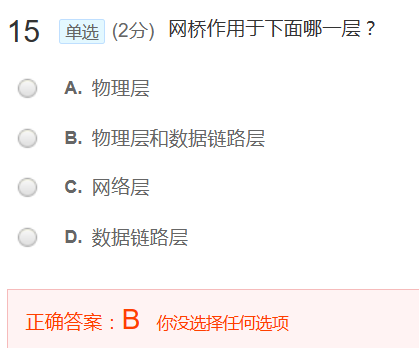 15 单选 (2分) 网桥作用于下面哪一层？
A. 物理层
B. 物理层和数据链路层
C. 网络层
D. 数据链路层
正确答案：B 你没选择任何选项